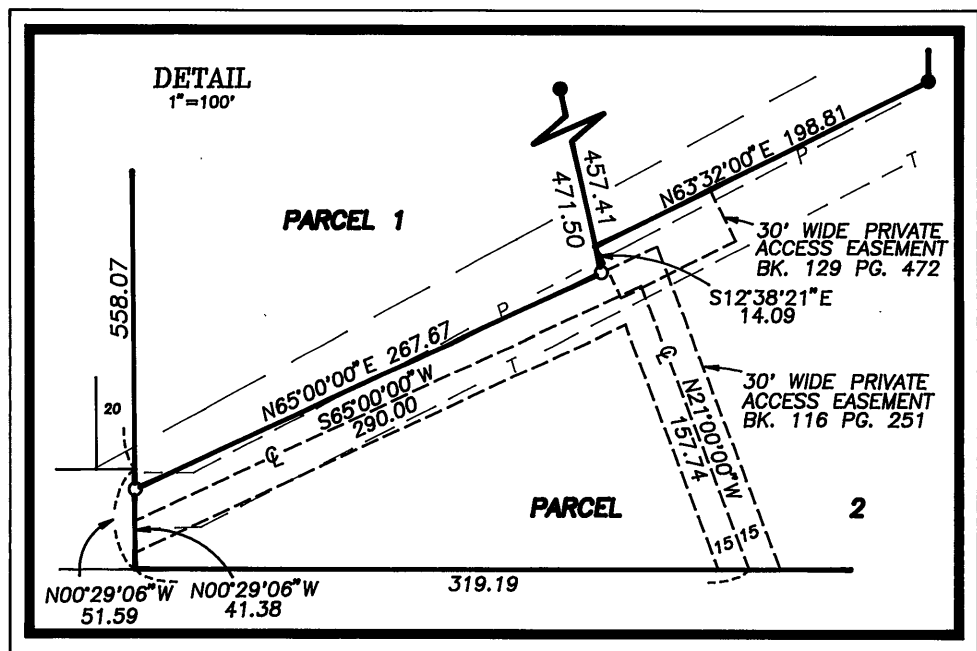 DETAIL
1"=100'
PARCEL 1
558.07
20
457.41
471.50
N63°32'00"E 198.81
P
T
30' WIDE PRIVATE
ACCESS EASEMENT
BK. 129 PG. 472
S12°38'21"E
14.09
N65°00'00"E 267.67
P
S65°00'00"W
290.00
T
℄
℄
N21°00'00"W
157.74
30' WIDE PRIVATE
ACCESS EASEMENT
BK. 116 PG. 251
PARCEL 2
15 15
N00°29'06"W
51.59
N00°29'06"W
41.38
319.19